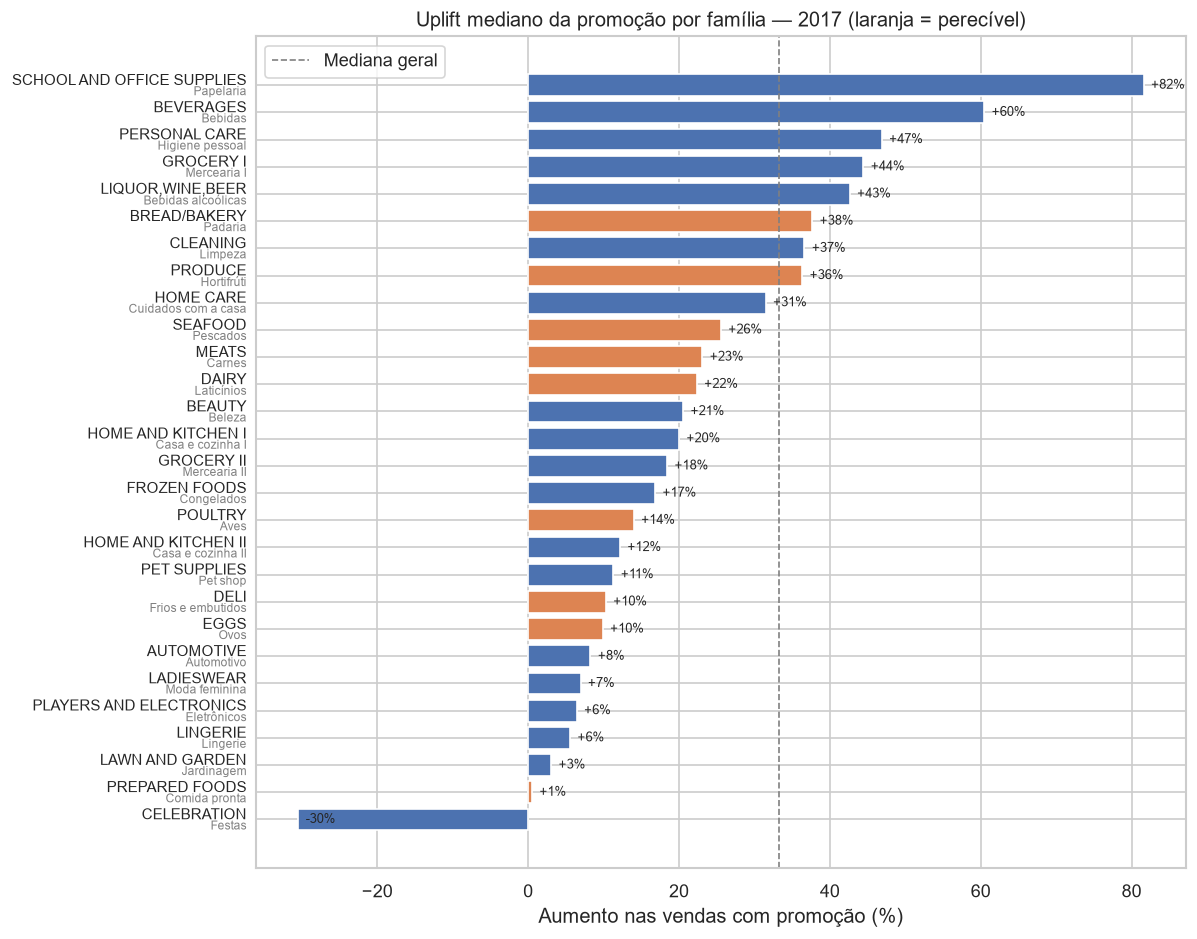 Uplift mediano da promoção por família — 2017 (laranja = perecível)
Mediana geral
SCHOOL AND OFFICE SUPPLIES
Papelaria
+82%
BEVERAGES
Bebidas
+60%
PERSONAL CARE
Higiene pessoal
+47%
GROCERY I
Mercearia I
+44%
LIQUOR,WINE,BEER
Bebidas alcoólicas
+43%
BREAD/BAKERY
Padaria
+38%
CLEANING
Limpeza
+37%
PRODUCE
Hortifrúti
+36%
HOME CARE
Cuidados com a casa
+31%
SEAFOOD
Pescados
+26%
MEATS
Carnes
+23%
DAIRY
Laticínios
+22%
BEAUTY
Beleza
+21%
HOME AND KITCHEN I
Casa e cozinha I
+20%
GROCERY II
Mercearia II
+18%
FROZEN FOODS
Congelados
+17%
POULTRY
Aves
+14%
HOME AND KITCHEN II
Casa e cozinha II
+12%
PET SUPPLIES
Pet shop
+11%
DELI
Frios e embutidos
+10%
EGGS
Ovos
+10%
AUTOMOTIVE
Automotivo
+8%
LADIESWEAR
Moda feminina
+7%
PLAYERS AND ELECTRONICS
Eletrônicos
+6%
LINGERIE
Lingerie
+6%
LAWN AND GARDEN
Jardinagem
+3%
PREPARED FOODS
Comida pronta
+1%
CELEBRATION
Festas
-30%
−20 0 20 40 60 80
Aumento nas vendas com promoção (%)